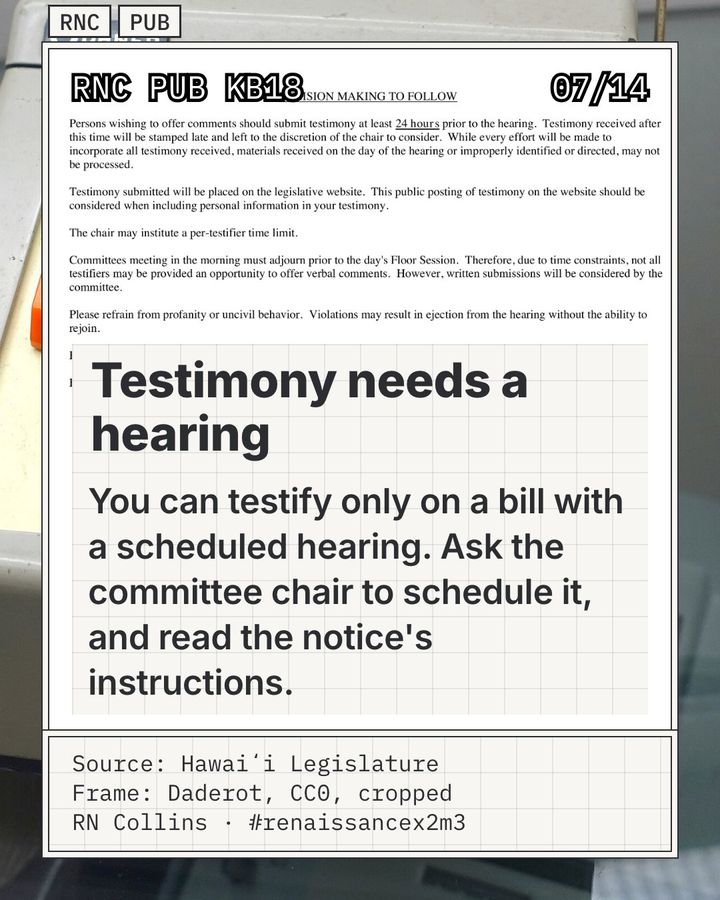 RNC PUB
RNC PUB KB18 07/14
ISION MAKING TO FOLLOW
Persons wishing to offer comments should submit testimony at least 24 hours prior to the hearing. Testimony received after
this time will be stamped late and left to the discretion of the chair to consider. While every effort will be made to
incorporate all testimony received, materials received on the day of the hearing or improperly identified or directed, may not
be processed.
Testimony submitted will be placed on the legislative website. This public posting of testimony on the website should be
considered when including personal information in your testimony.
The chair may institute a per-testifier time limit.
Committees meeting in the morning must adjourn prior to the day's Floor Session. Therefore, due to time constraints, not all
testifiers may be provided an opportunity to offer verbal comments. However, written submissions will be considered by the
committee.
Please refrain from profanity or uncivil behavior. Violations may result in ejection from the hearing without the ability to
rejoin.
Testimony needs a
hearing
You can testify only on a bill with
a scheduled hearing. Ask the
committee chair to schedule it,
and read the notice's
instructions.
Source: Hawaiʻi Legislature
Frame: Daderot, CC0, cropped
RN Collins · #renaissancex2m3